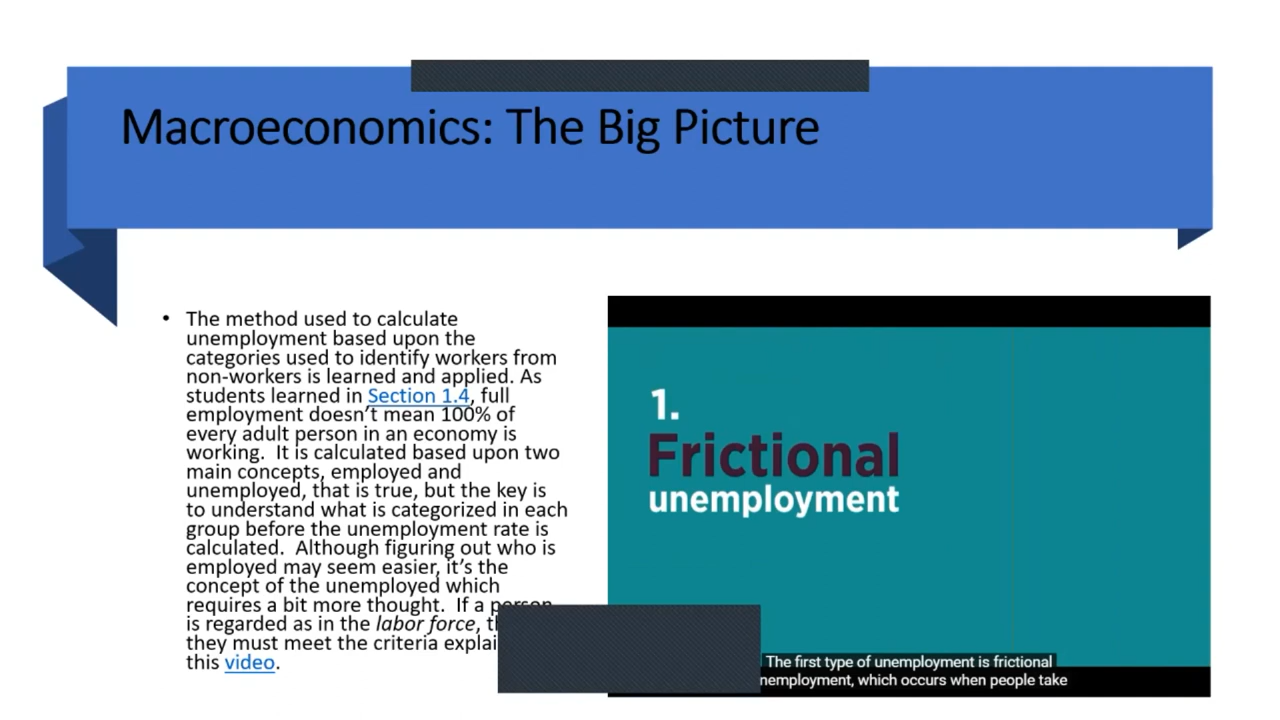 Macroeconomics: The Big Picture
• The method used to calculate
unemployment based upon the
categories used to identify workers from
non-workers is learned and applied. As
students learned in Section 1.4, full
employment doesn't mean 100% of
every adult person in an economy is
working. It is calculated based upon two
main concepts, employed and
unemployed, that is true, but the key is
to understand what is categorized in each
group before the unemployment rate is
calculated. Although figuring out who is
employed may seem easier, it's the
concept of the unemployed which
requires a bit more thought. If a person
is regarded as in the labor force,
they must meet the criteria
this video.
1.
Frictional
unemployment
The first type of unemployment is frictional
which occurs when people take